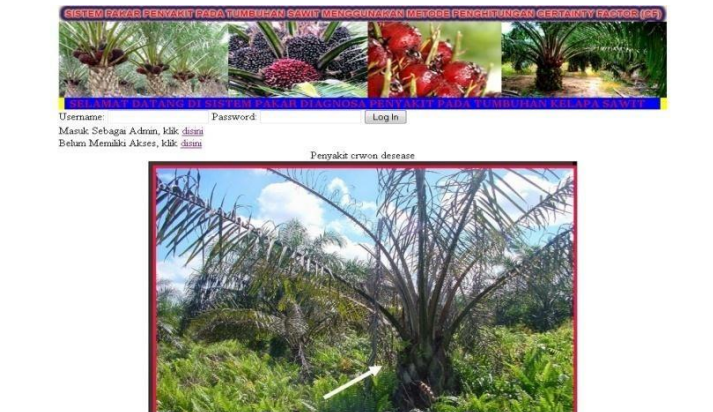 SISTEM PAKAR PENYAKIT PADA TUMBUHAN SAWIT MENGGUNAKAN METODE PENGHITUNGAN CERTAINTY FACTOR (CF)
SELAMAT DATANG DI SISTEM PAKAR DIAGNOSA PENYAKIT PADA TUMBUHAN KELAPA SAWIT
Username: Password: Log In
Masuk Sebagai Admin, klik disini
Belum Memiliki Akses, klik disini
Penyakit crwon desease